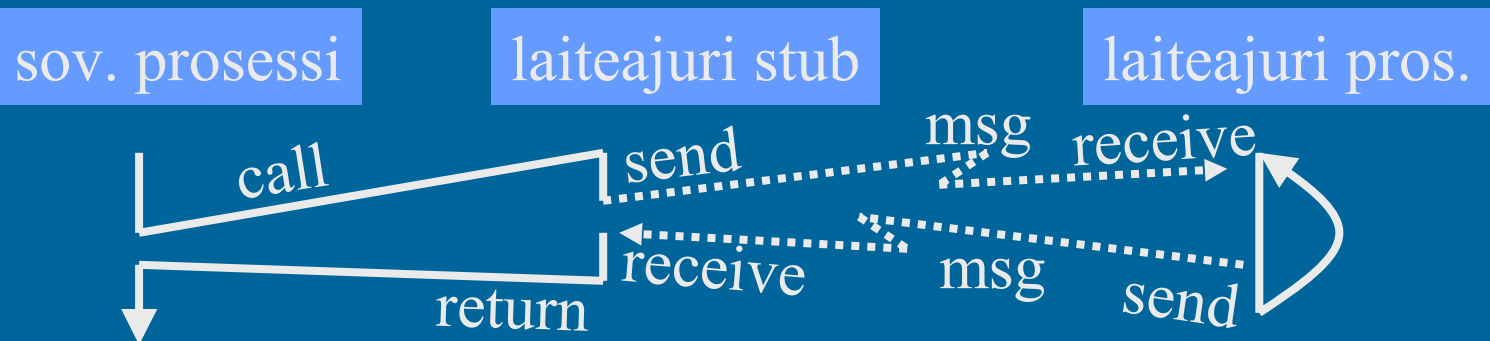 sov. prosessi
laiteajuri stub
laiteajuri pros.
call
send
msg
receive
receive
msg
send
return